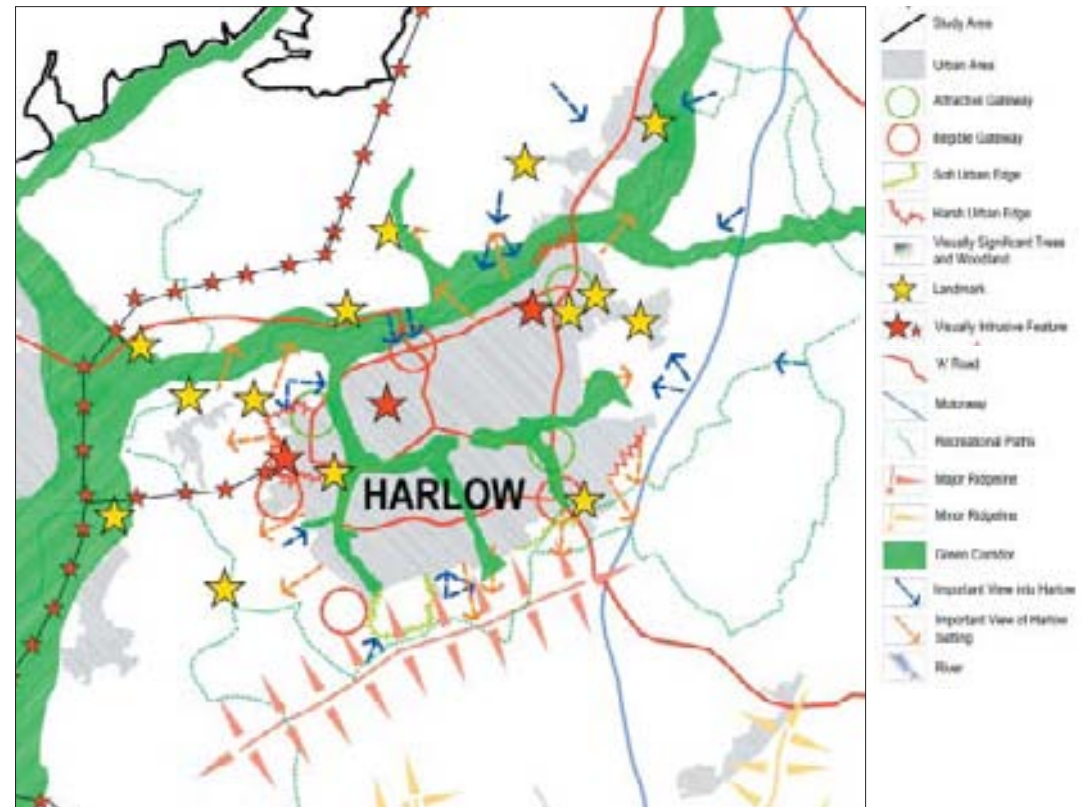 Study Area
Urban Area
Attractive Gateway
Illegible Gateway
Soft Urban Edge
Harsh Urban Edge
Visually Significant Trees
and Woodland
Landmark
Visually Intrusive Feature
'A' Road
Motorway
Recreational Paths
Major Ridgeline
Minor Ridgeline
Green Corridor
Important View into Harlow
Important View of Harlow
Setting
River
HARLOW